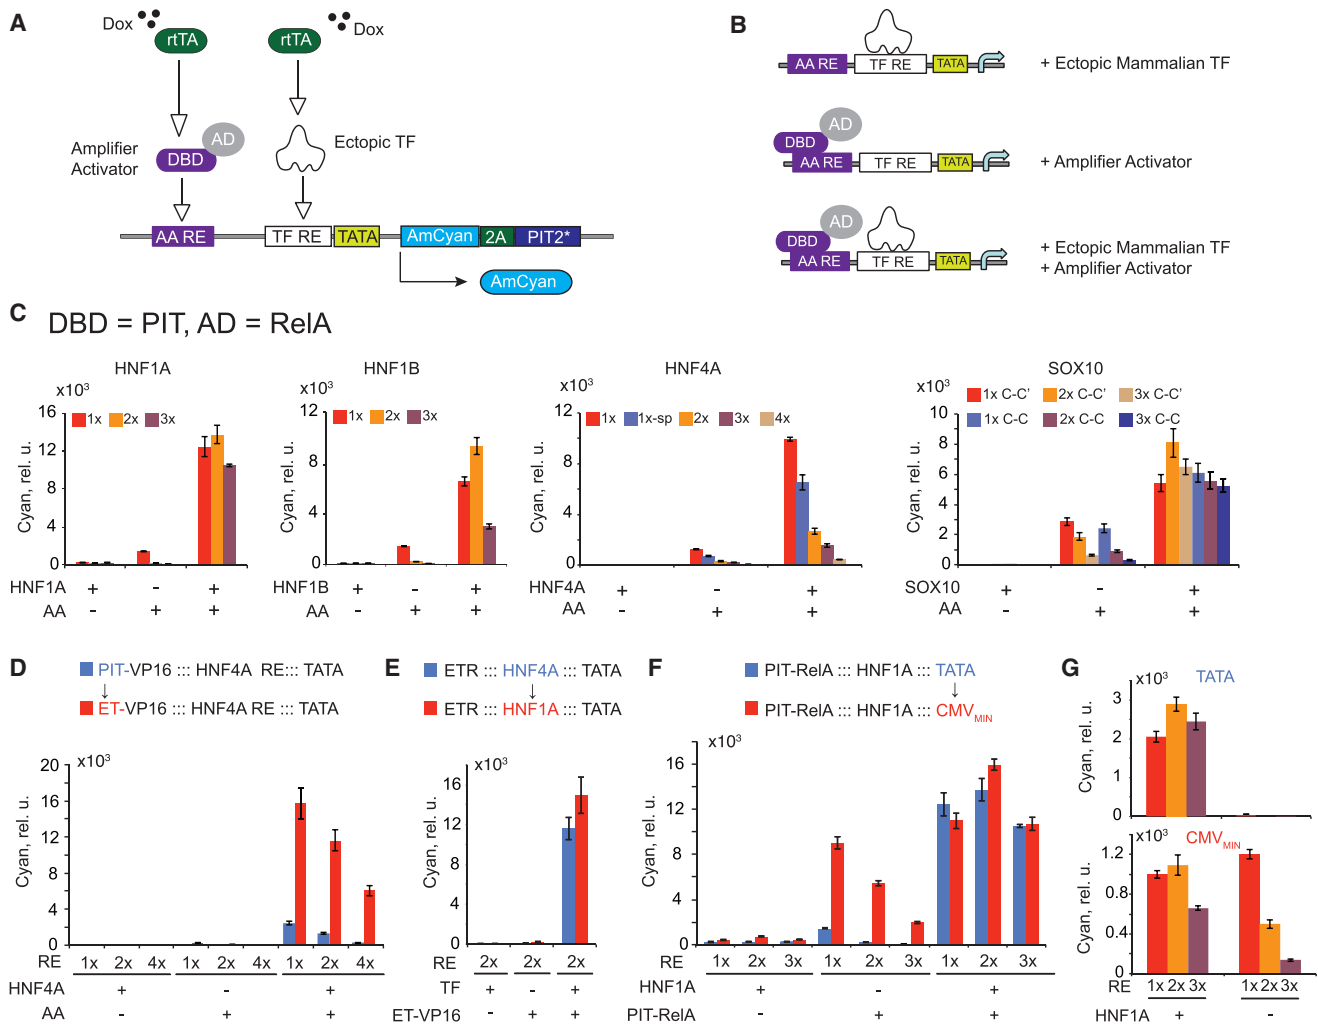 A
Dox
rtTA
rtTA
Dox
Amplifier
Activator
DBD
AD
Ectopic TF
AA RE
TF RE
TATA
AmCyan
2A
PIT2*
AmCyan
B
AA RE
TF RE
TATA
+ Ectopic Mammalian TF
DBD
AD
AA RE
TF RE
TATA
+ Amplifier Activator
DBD
AD
AA RE
TF RE
TATA
+ Ectopic Mammalian TF
+ Amplifier Activator
C
DBD = PIT, AD = RelA
HNF1A
x10³
1x 2x 3x
Cyan, rel. u.
16
12
8
4
0
HNF1A + - +
AA - + +
HNF1B
x10³
1x 2x 3x
Cyan, rel. u.
12
8
4
0
HNF1B + - +
AA - + +
HNF4A
x10³
1x 1x-sp 2x 3x 4x
Cyan, rel. u.
12
8
4
0
HNF4A + - +
AA - + +
SOX10
x10³
1x C-C' 2x C-C' 3x C-C'
1x C-C 2x C-C 3x C-C
Cyan, rel. u.
10
8
6
4
2
0
SOX10 + - +
AA - + +
D
PIT-VP16 ::: HNF4A RE::: TATA
↓
ET-VP16 ::: HNF4A RE ::: TATA
x10³
Cyan, rel. u.
20
16
12
8
4
0
RE 1x 2x 4x 1x 2x 4x 1x 2x 4x
HNF4A + - +
AA - + +
E
ETR ::: HNF4A ::: TATA
↓
ETR ::: HNF1A ::: TATA
x10³
Cyan, rel. u.
16
12
8
4
0
RE 2x 2x 2x
TF + - +
ET-VP16 - + +
F
PIT-RelA ::: HNF1A ::: TATA
↓
PIT-RelA ::: HNF1A ::: CMVMIN
x10³
Cyan, rel. u.
16
12
8
4
0
RE 1x 2x 3x 1x 2x 3x 1x 2x 3x
HNF1A + - +
PIT-RelA - + +
G
x10³
TATA
Cyan, rel. u.
3
2
1
0
x10³
CMVMIN
Cyan, rel. u.
1.2
0.8
0.4
0
RE 1x 2x 3x 1x 2x 3x
HNF1A + -